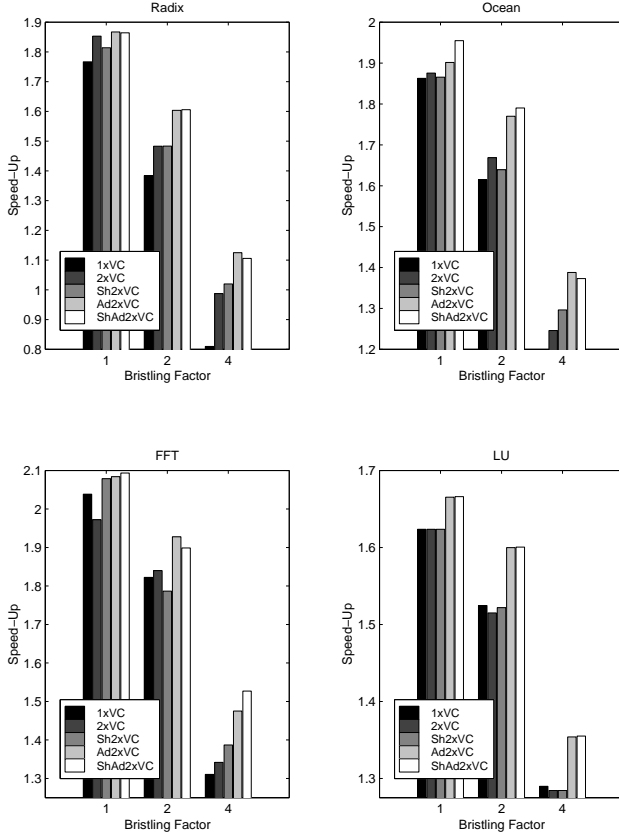 Radix
1.9
1.8
1.7
1.6
1.5
1.4
1.3
1.2
1.1
1
0.9
0.8
Speed-Up
1xVC
2xVC
Sh2xVC
Ad2xVC
ShAd2xVC
1 2 4
Bristling Factor
Ocean
2
1.9
1.8
1.7
1.6
1.5
1.4
1.3
1.2
Speed-Up
1xVC
2xVC
Sh2xVC
Ad2xVC
ShAd2xVC
1 2 4
Bristling Factor
FFT
2.1
2
1.9
1.8
1.7
1.6
1.5
1.4
1.3
Speed-Up
1xVC
2xVC
Sh2xVC
Ad2xVC
ShAd2xVC
1 2 4
Bristling Factor
LU
1.7
1.6
1.5
1.4
1.3
Speed-Up
1xVC
2xVC
Sh2xVC
Ad2xVC
ShAd2xVC
1 2 4
Bristling Factor